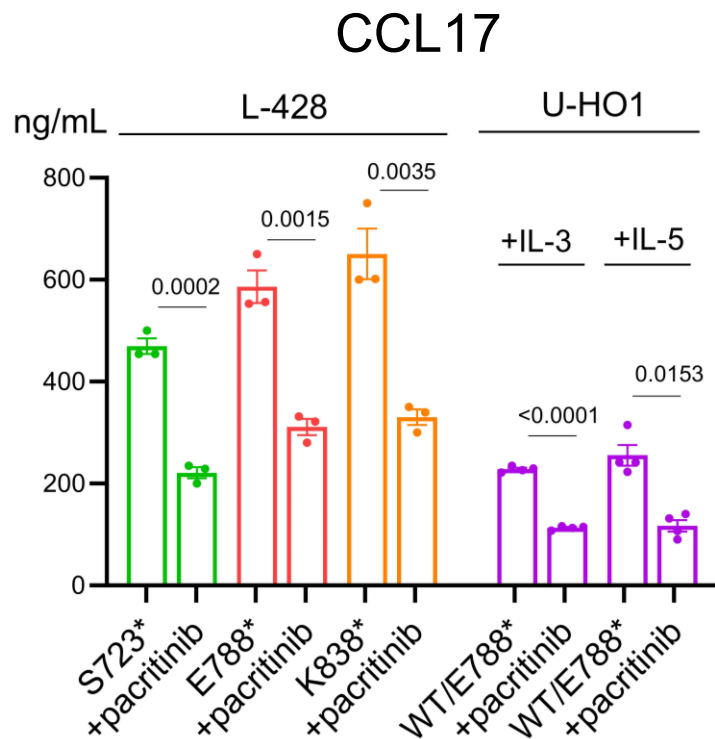 CCL17
ng/mL
L-428
U-HO1
800
600
400
200
0
0.0002
0.0015
0.0035
+IL-3
+IL-5
<0.0001
0.0153
S723*
+pacritinib
E788*
+pacritinib
K838*
+pacritinib
WT/E788*
+pacritinib
WT/E788*
+pacritinib